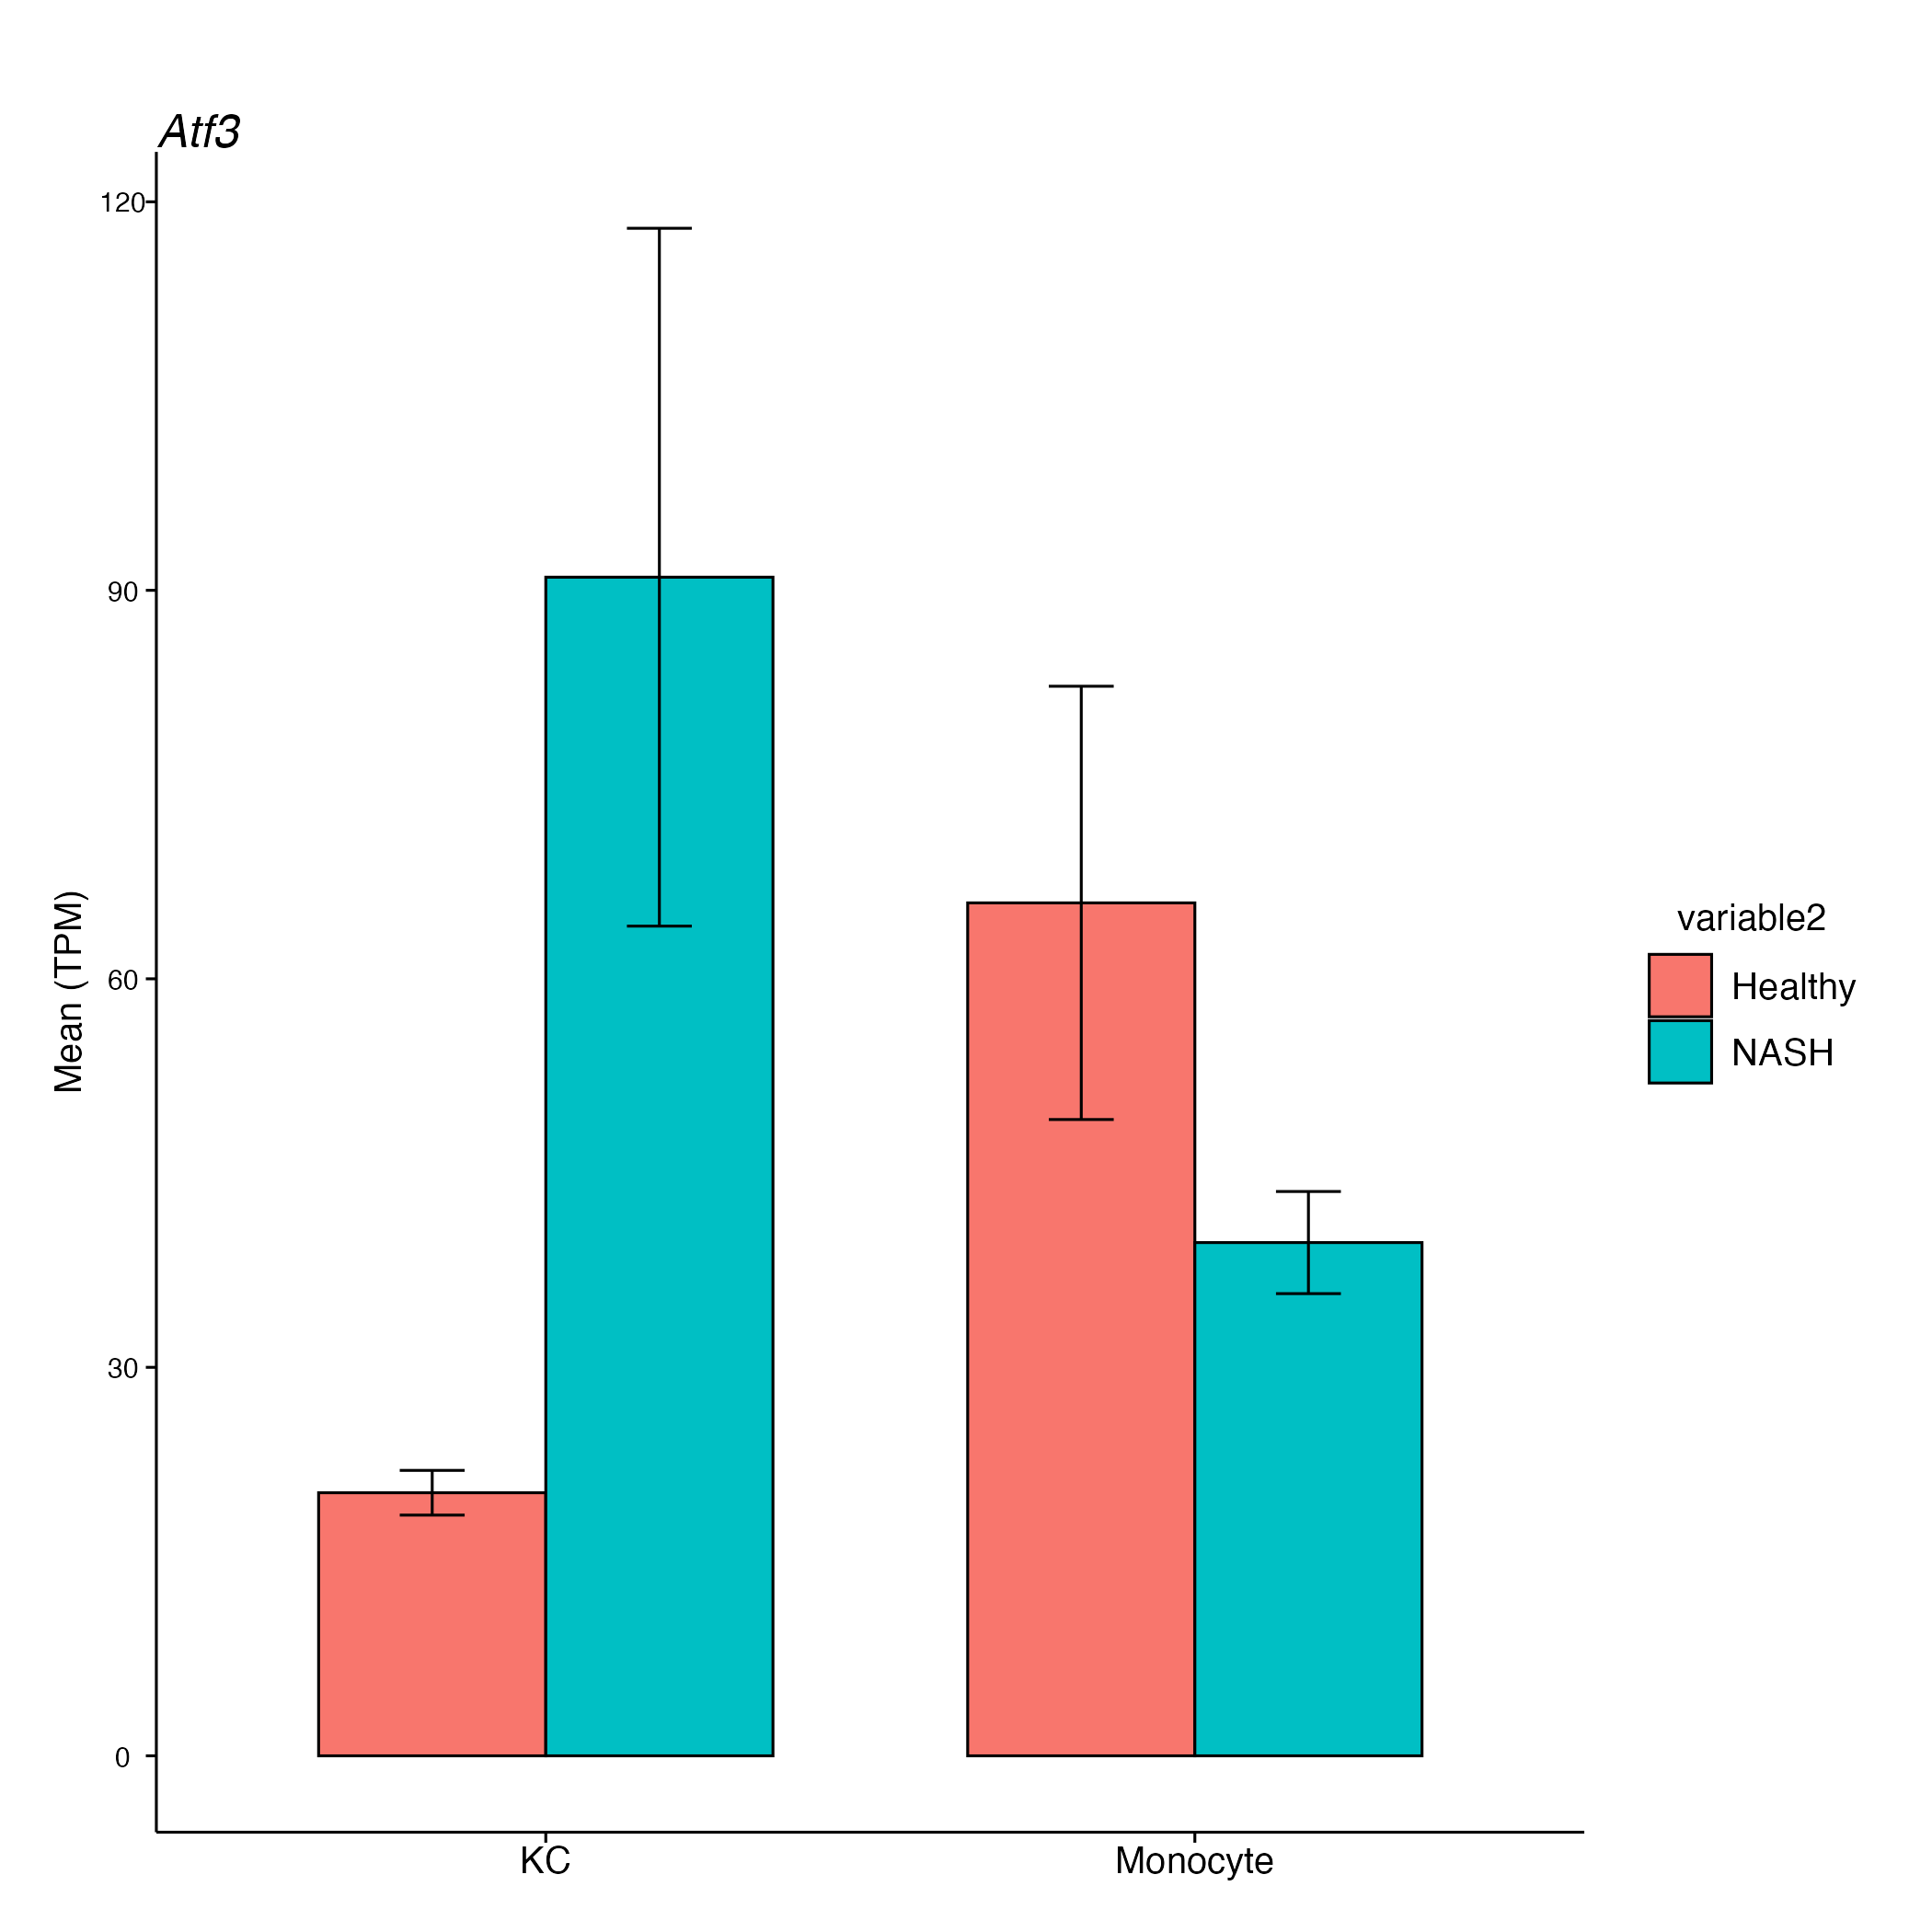 Atf3
120
90
60
30
0
Mean (TPM)
KC
Monocyte
variable2
Healthy
NASH